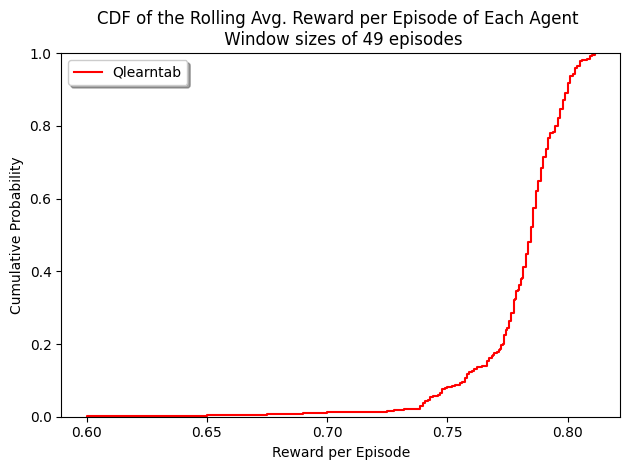 CDF of the Rolling Avg. Reward per Episode of Each Agent
Window sizes of 49 episodes
Qlearntab
1.0
0.8
0.6
0.4
0.2
0.0
Cumulative Probability
0.60 0.65 0.70 0.75 0.80
Reward per Episode